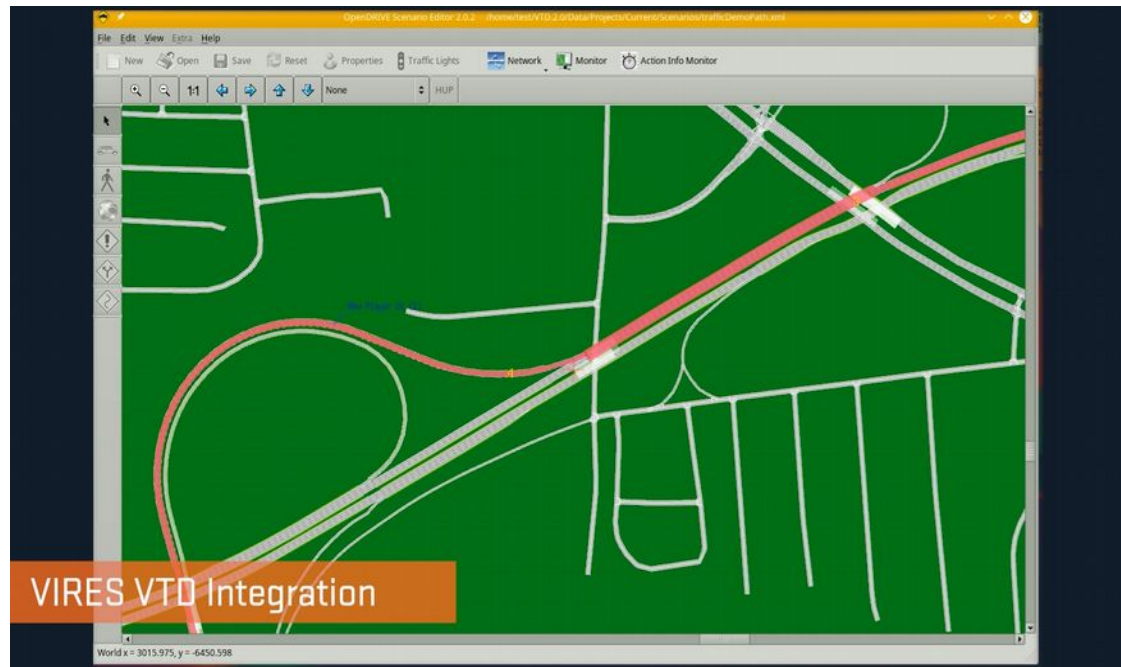 OpenDRIVE Scenario Editor 2.0.2 /home/test/VTD.2.0/Data/Projects/Current/Scenarios/trafficDemoPath.xml
File Edit View Extra Help
New Open Save Reset Properties Traffic Lights Network Monitor Action Info Monitor
1:1 None HUP
VIRES VTD Integration
World x = 3015.975, y = -6450.598